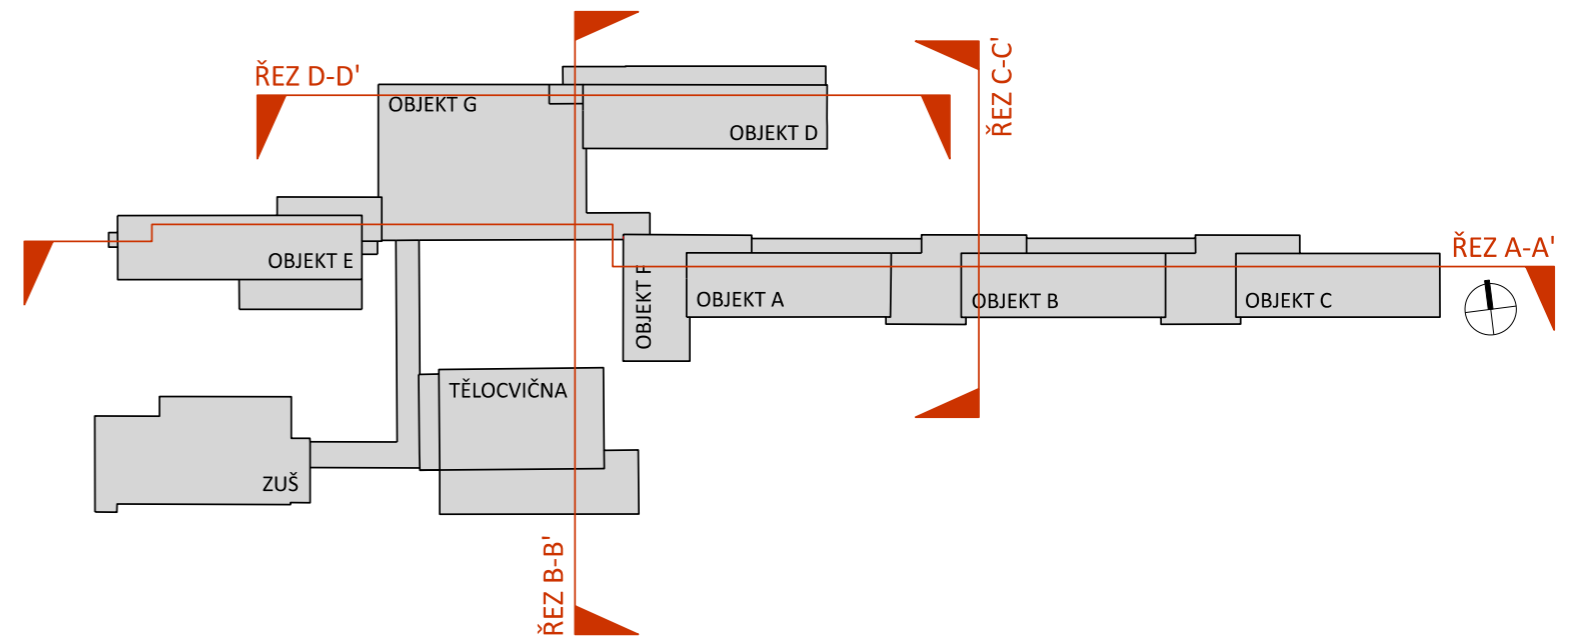 ŘEZ D-D'
ŘEZ C-C'
OBJEKT G
OBJEKT D
OBJEKT E
OBJEKT F
OBJEKT A
OBJEKT B
OBJEKT C
ŘEZ A-A'
TĚLOCVIČNA
ZUŠ
ŘEZ B-B'